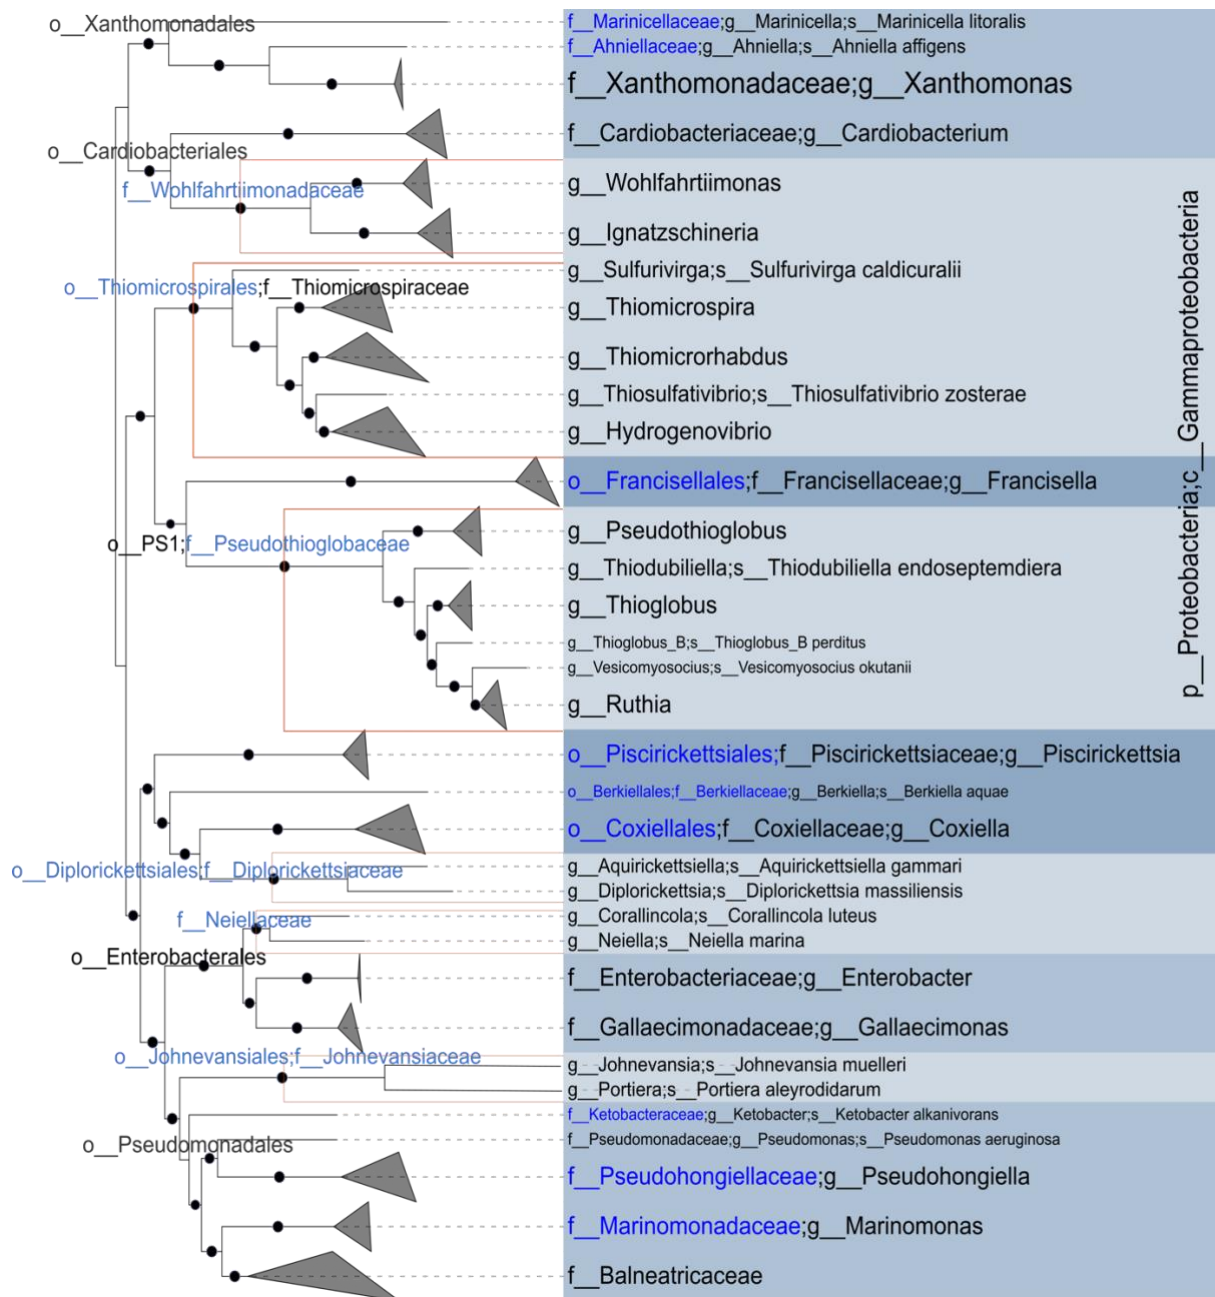 o__Xanthomonadales
f__Marinicellaceae;g__Marinicella;s__Marinicella litoralis
f__Ahniellaceae;g__Ahniella;s__Ahniella affigens
f__Xanthomonadaceae;g__Xanthomonas
f__Cardiobacteriaceae;g__Cardiobacterium
o__Cardiobacteriales
f__Wohlfahrtiimonadaceae
g__Wohlfahrtiimonas
g__Ignatzschineria
g__Sulfurivirga;s__Sulfurivirga caldicuralii
o__Thiomicrospirales;f__Thiomicrospiraceae
g__Thiomicrospira
g__Thiomicrorhabdus
g__Thiosulfativibrio;s__Thiosulfativibrio zosterae
g__Hydrogenovibrio
p__Proteobacteria;c__Gammaproteobacteria
o__Francisellales;f__Francisellaceae;g__Francisella
g__Pseudothioglobus
o__PS1;f__Pseudothioglobaceae
g__Thiodubiliella;s__Thiodubiliella endoseptemdiera
g__Thioglobus
g__Thioglobus_B;s__Thioglobus_B perditus
g__Vesicomyosocius;s__Vesicomyosocius okutanii
g__Ruthia
o__Piscirickettsiales;f__Piscirickettsiaceae;g__Piscirickettsia
o__Berkiellales;f__Berkiellaceae;g__Berkiella;s__Berkiella aquae
o__Coxiellales;f__Coxiellaceae;g__Coxiella
o__Diplorickettsiales;f__Diplorickettsiaceae
g__Aquirickettsiella;s__Aquirickettsiella gammari
g__Diplorickettsia;s__Diplorickettsia massiliensis
f__Neiellaceae
g__Corallincola;s__Corallincola luteus
g__Neiella;s__Neiella marina
o__Enterobacterales
f__Enterobacteriaceae;g__Enterobacter
f__Gallaecimonadaceae;g__Gallaecimonas
o__Johnevansiales;f__Johnevansiaceae
g__Johnevansia;s__Johnevansia muelleri
g__Portiera;s__Portiera aleyrodidarum
f__Ketobacteraceae;g__Ketobacter;s__Ketobacter alkanivorans
o__Pseudomonadales
f__Pseudomonadaceae;g__Pseudomonas;s__Pseudomonas aeruginosa
f__Pseudohongiellaceae;g__Pseudohongiella
f__Marinomonadaceae;g__Marinomonas
f__Balneatricaceae